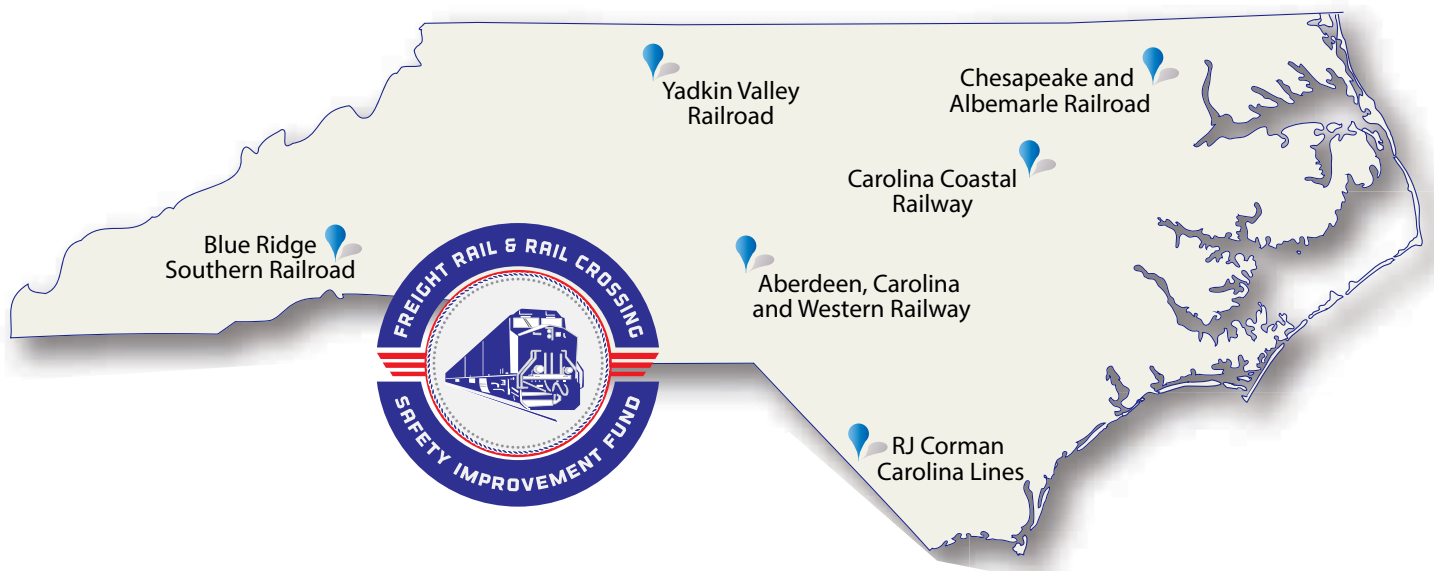 Yadkin Valley
Railroad
Chesapeake and
Albemarle Railroad
Carolina Coastal
Railway
Blue Ridge
Southern Railroad
Aberdeen, Carolina
and Western Railway
FREIGHT RAIL & RAIL CROSSING
SAFETY IMPROVEMENT FUND
RJ Corman
Carolina Lines